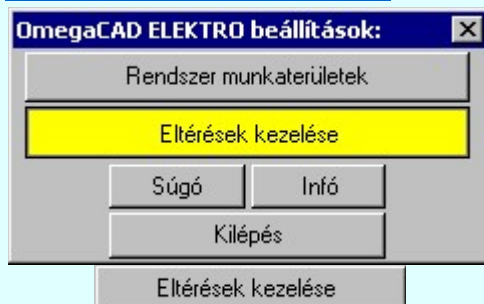 OmegaCAD ELEKTRO beállítások:
Rendszer munkaterületek
Eltérések kezelése
Súgó Infó
Kilépés
Eltérések kezelése